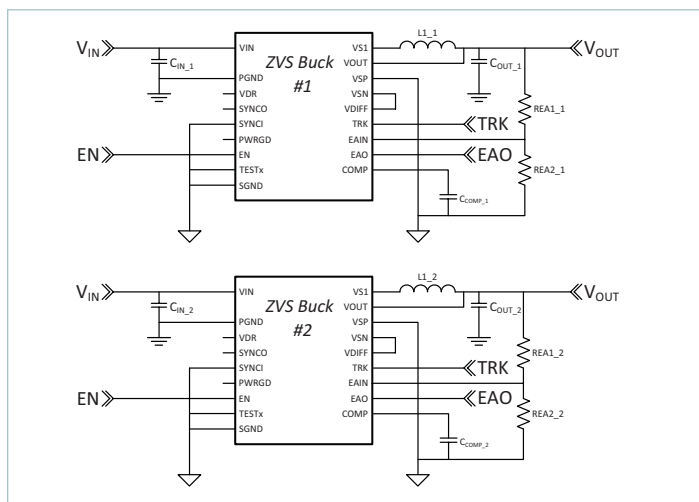 VIN
CIN_1
VIN
PGND
VDR
SYNCO
SYNCI
PWRGD
EN
EN
TESTx
SGND
ZVS Buck
#1
VS1
VOUT
VSP
VSN
VDIFF
TRK
EAIN
EAO
COMP
L1_1
COUT_1
VOUT
REA1_1
TRK
EAO
REA2_1
CCOMP_1
VIN
CIN_2
VIN
PGND
VDR
SYNCO
SYNCI
PWRGD
EN
EN
TESTx
SGND
ZVS Buck
#2
VS1
VOUT
VSP
VSN
VDIFF
TRK
EAIN
EAO
COMP
L1_2
COUT_2
VOUT
REA1_2
TRK
EAO
REA2_2
CCOMP_2